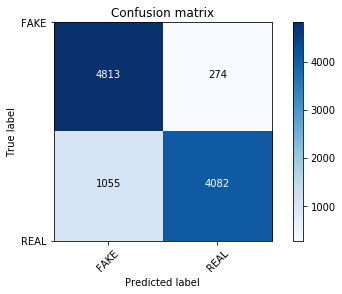 Confusion matrix
FAKE
4813 274
4000
3000
True label
2000
1055 4082
1000
REAL
FAKE REAL
Predicted label